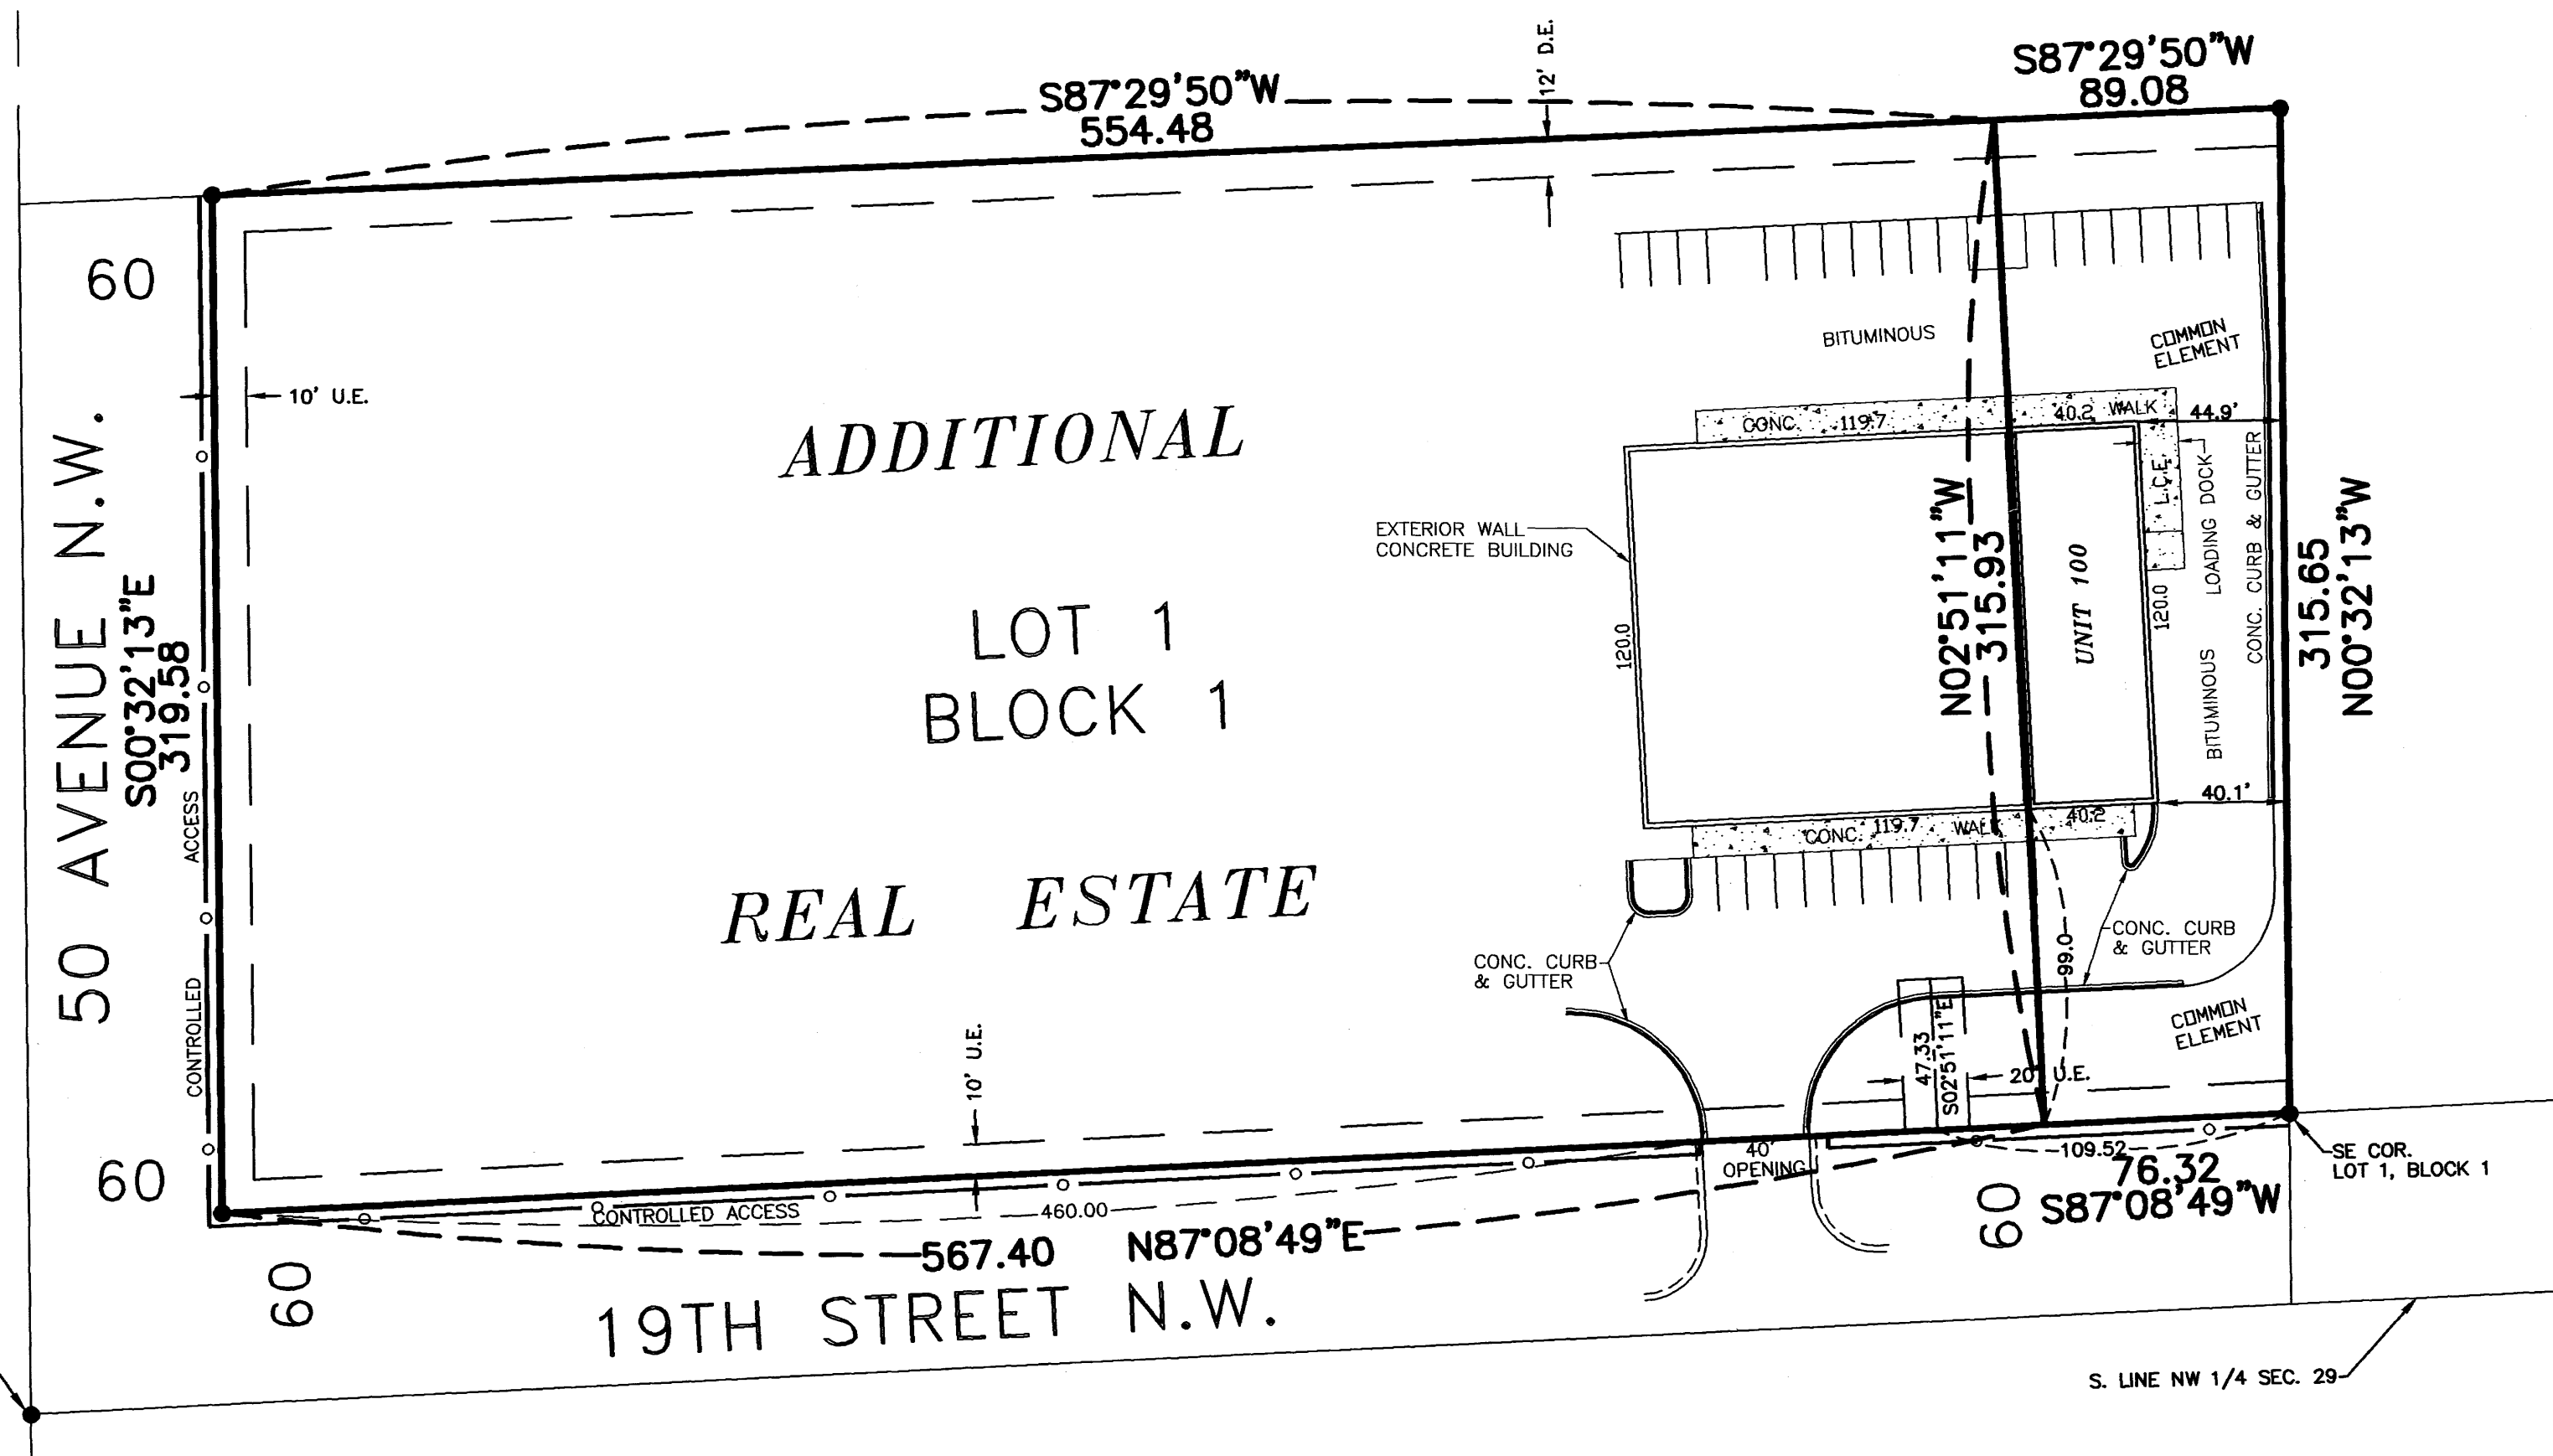 12' D.E.
S87°29'50"W
554.48
S87°29'50"W
89.08
60
10' U.E.
50 AVENUE N.W.
S00°32'13"E
319.58
CONTROLLED ACCESS
ADDITIONAL
LOT 1
BLOCK 1
REAL ESTATE
BITUMINOUS
COMMON
ELEMENT
CONC. 119.7 40.2 WALK 44.9'
EXTERIOR WALL
CONCRETE BUILDING
120.0
N02°51'11"W
315.93
UNIT 100
120.0
L.C.E.
LOADING DOCK
BITUMINOUS
CONC. CURB & GUTTER
315.65
N00°32'13"W
40.1'
CONC. 119.7 WALK 40.2
CONC. CURB
& GUTTER
CONC. CURB
& GUTTER
99.0
COMMON
ELEMENT
10' U.E.
47.33
S02°51'11"E
20' U.E.
60
CONTROLLED ACCESS
460.00
40'
OPENING
109.52
76.32
S87°08'49"W
SE COR.
LOT 1, BLOCK 1
567.40 N87°08'49"E
60
60
19TH STREET N.W.
S. LINE NW 1/4 SEC. 29